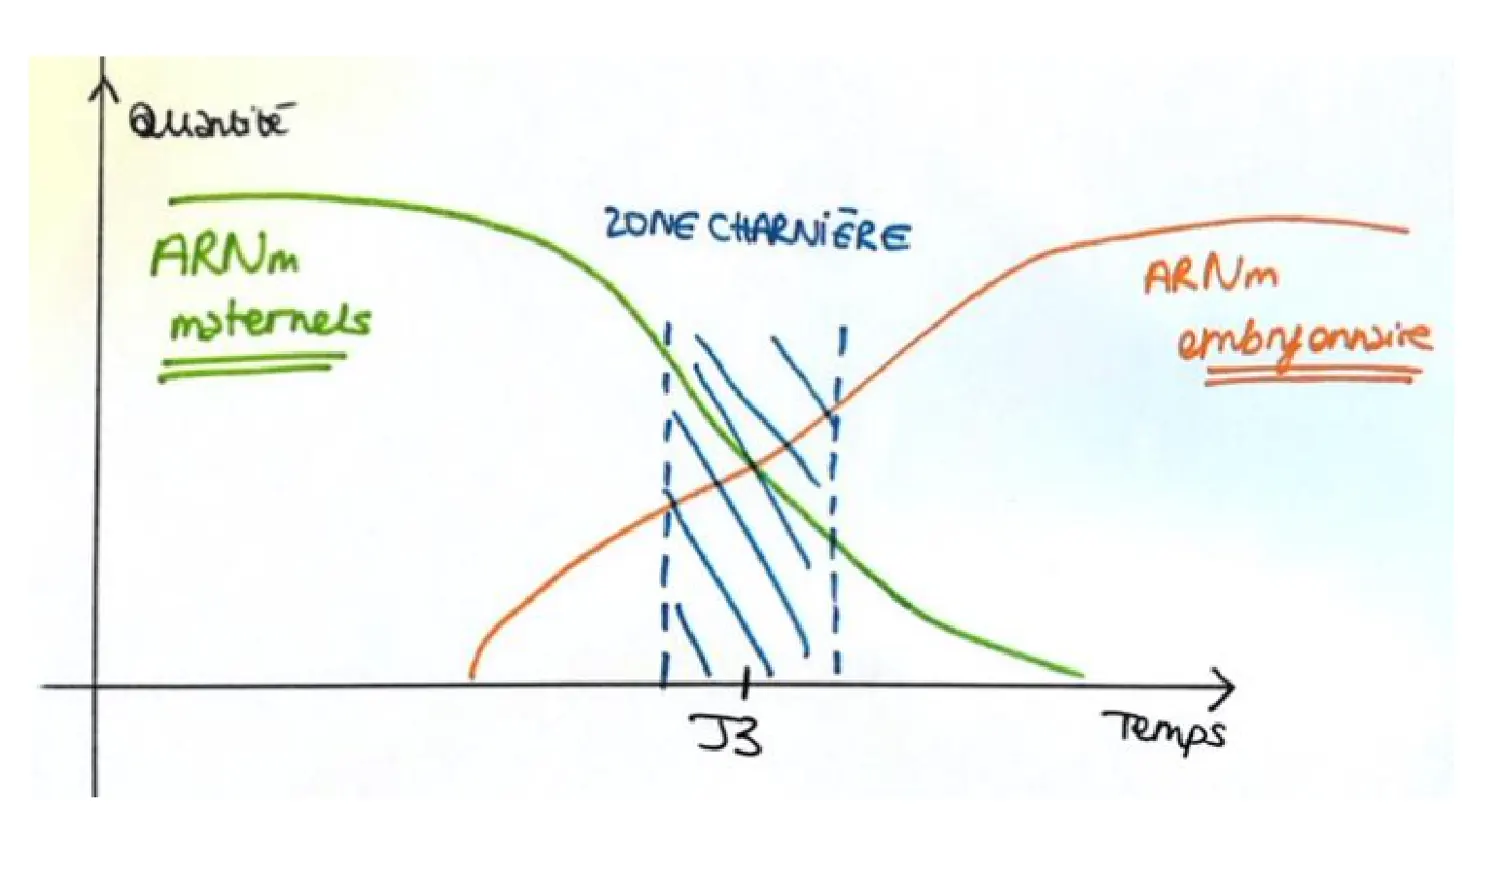 Quantité
ZONE CHARNIÈRE
ARNm
maternels
ARNm
embryonnaire
J3
Temps